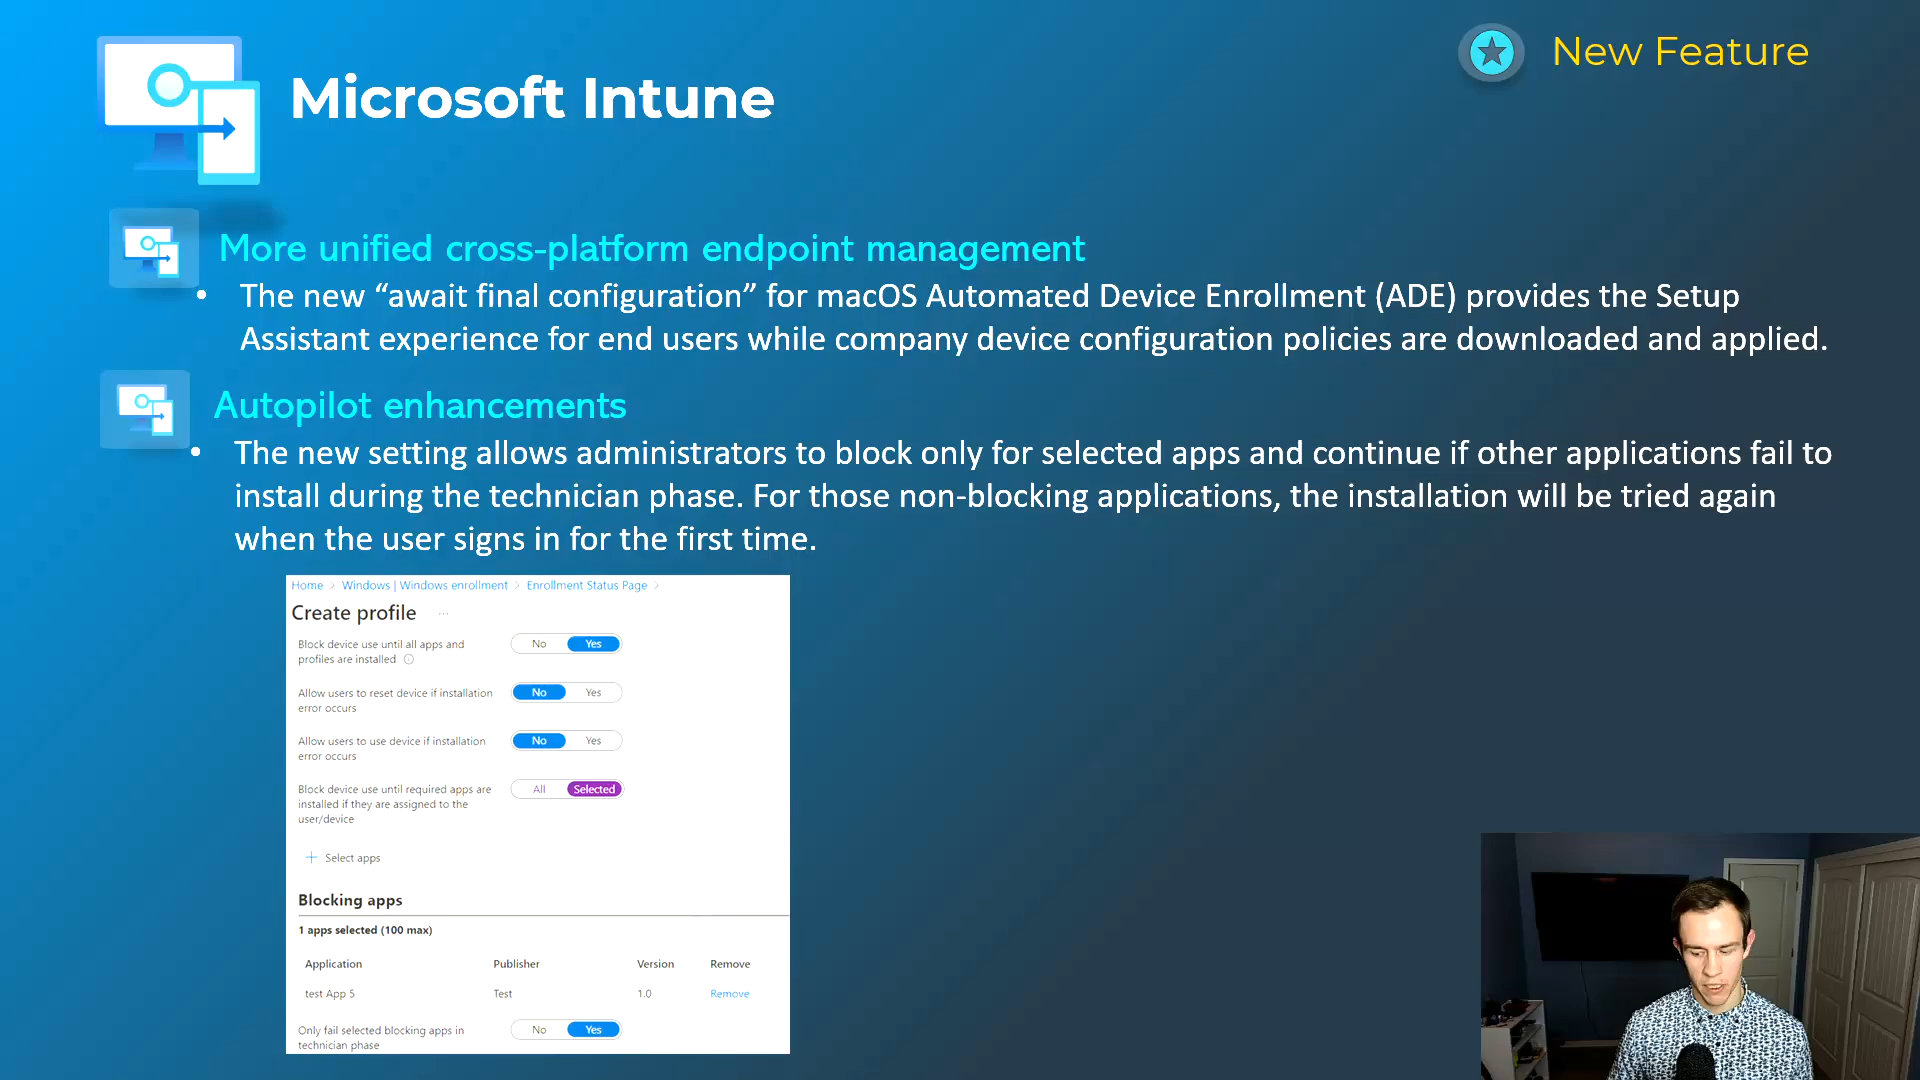 New Feature
Microsoft Intune
More unified cross-platform endpoint management
• The new “await final configuration” for macOS Automated Device Enrollment (ADE) provides the Setup
Assistant experience for end users while company device configuration policies are downloaded and applied.
Autopilot enhancements
• The new setting allows administrators to block only for selected apps and continue if other applications fail to
install during the technician phase. For those non-blocking applications, the installation will be tried again
when the user signs in for the first time.
Home > Windows | Windows enrollment > Enrollment Status Page >
Create profile ...
Block device use until all apps and
profiles are installed
No Yes
Allow users to reset device if installation
error occurs
No Yes
Allow users to use device if installation
error occurs
No Yes
Block device use until required apps are
installed if they are assigned to the
user/device
All Selected
+ Select apps
Blocking apps
1 apps selected (100 max)
Application Publisher Version Remove
test App 5 Test 1.0 Remove
Only fail selected blocking apps in
technician phase
No Yes